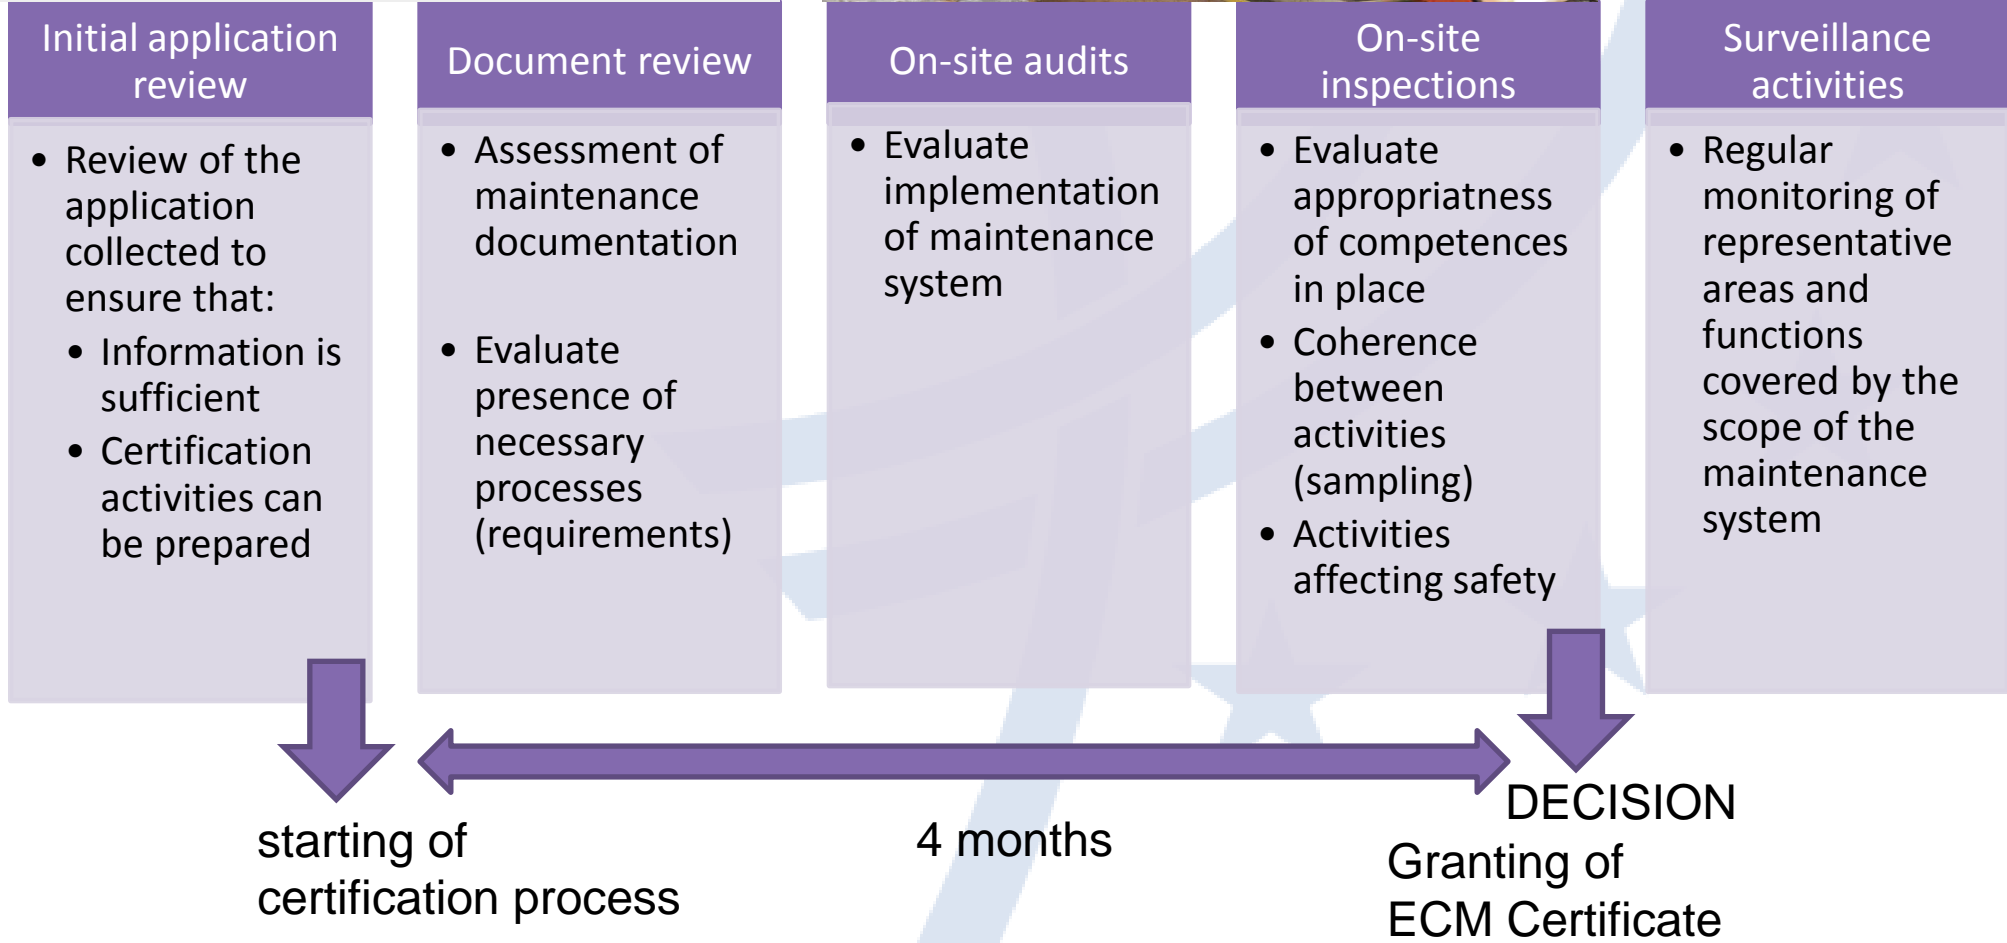 Initial application
review
• Review of the
application
collected to
ensure that:
• Information is
sufficient
• Certification
activities can
be prepared
Document review
• Assessment of
maintenance
documentation
• Evaluate
presence of
necessary
processes
(requirements)
On-site audits
• Evaluate
implementation
of maintenance
system
On-site
inspections
• Evaluate
appropriatness
of competences
in place
• Coherence
between
activities
(sampling)
• Activities
affecting safety
Surveillance
activities
• Regular
monitoring of
representative
areas and
functions
covered by the
scope of the
maintenance
system
starting of
certification process
4 months
DECISION
Granting of
ECM Certificate